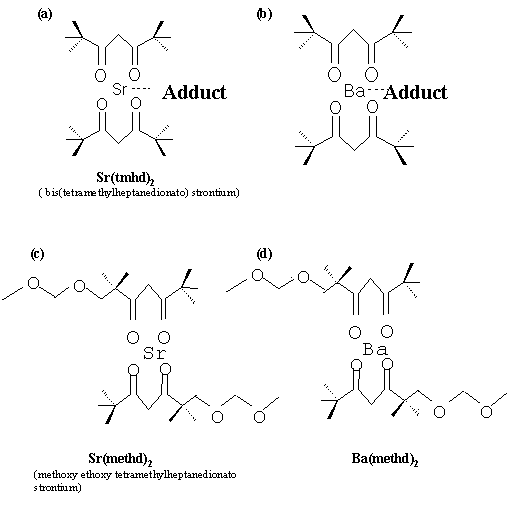 (a) (b)
O O O O
Sr Adduct Ba Adduct
O O O O
Sr(tmhd)2
( bis(tetramethylheptanedionato) strontium)
(c) (d)
O O O O
O O O O
Sr Ba
O O O O
O O O O
Sr(methd)2 Ba(methd)2
(methoxy ethoxy tetramethylheptanedionato
strontium)